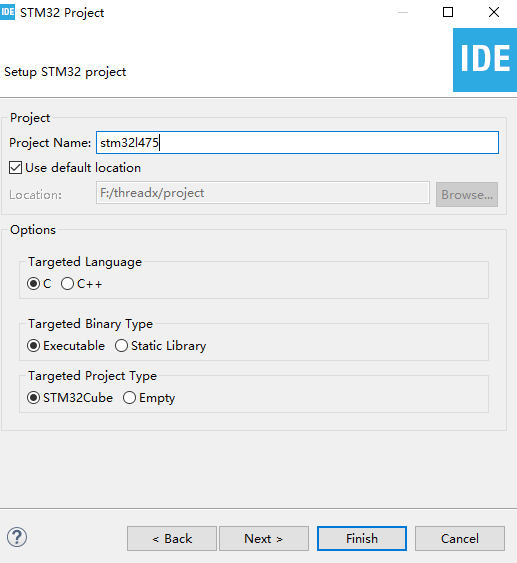 IDE STM32 Project
IDE
Setup STM32 project
Project
Project Name: stm32l475
Use default location
Location: F:/threadx/project Browse...
Options
Targeted Language
C C++
Targeted Binary Type
Executable Static Library
Targeted Project Type
STM32Cube Empty
? < Back Next > Finish Cancel